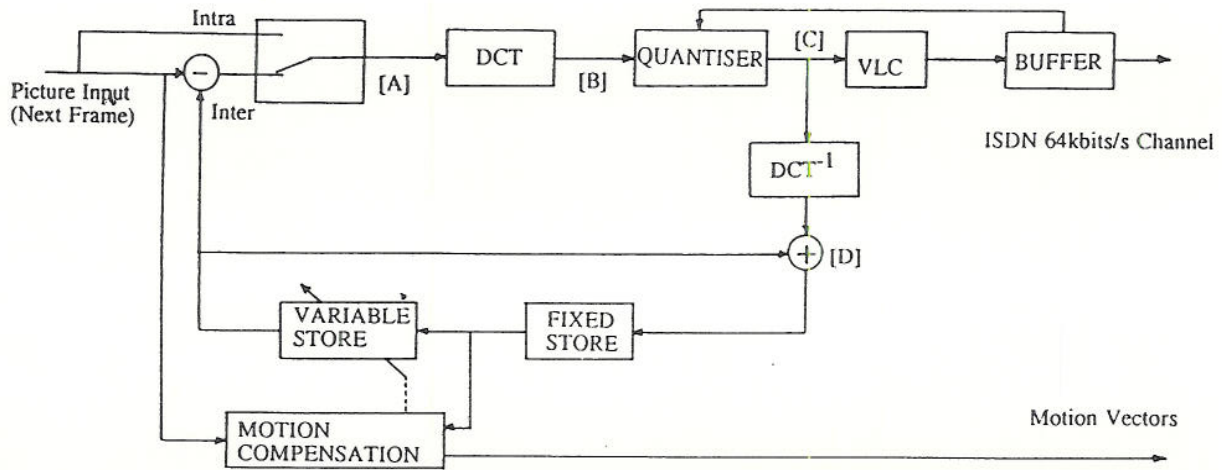 Intra
[C]
DCT
QUANTISER
VLC
BUFFER
[A]
[B]
Picture Input
(Next Frame)
Inter
ISDN 64kbits/s Channel
DCT-1
[D]
VARIABLE
STORE
FIXED
STORE
Motion Vectors
MOTION
COMPENSATION